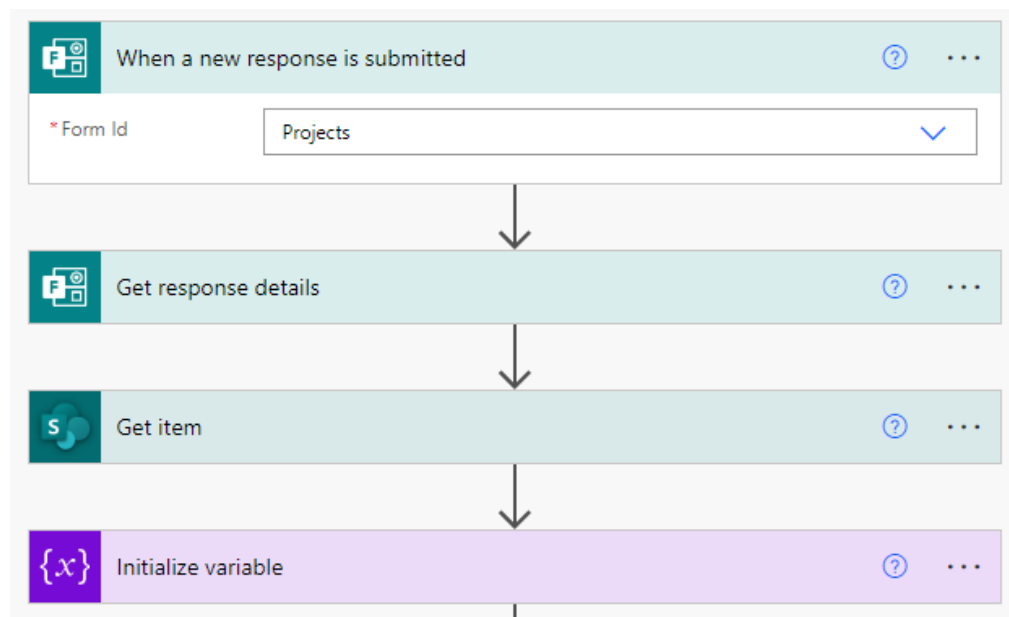 When a new response is submitted
* Form Id
Projects
Get response details
Get item
Initialize variable